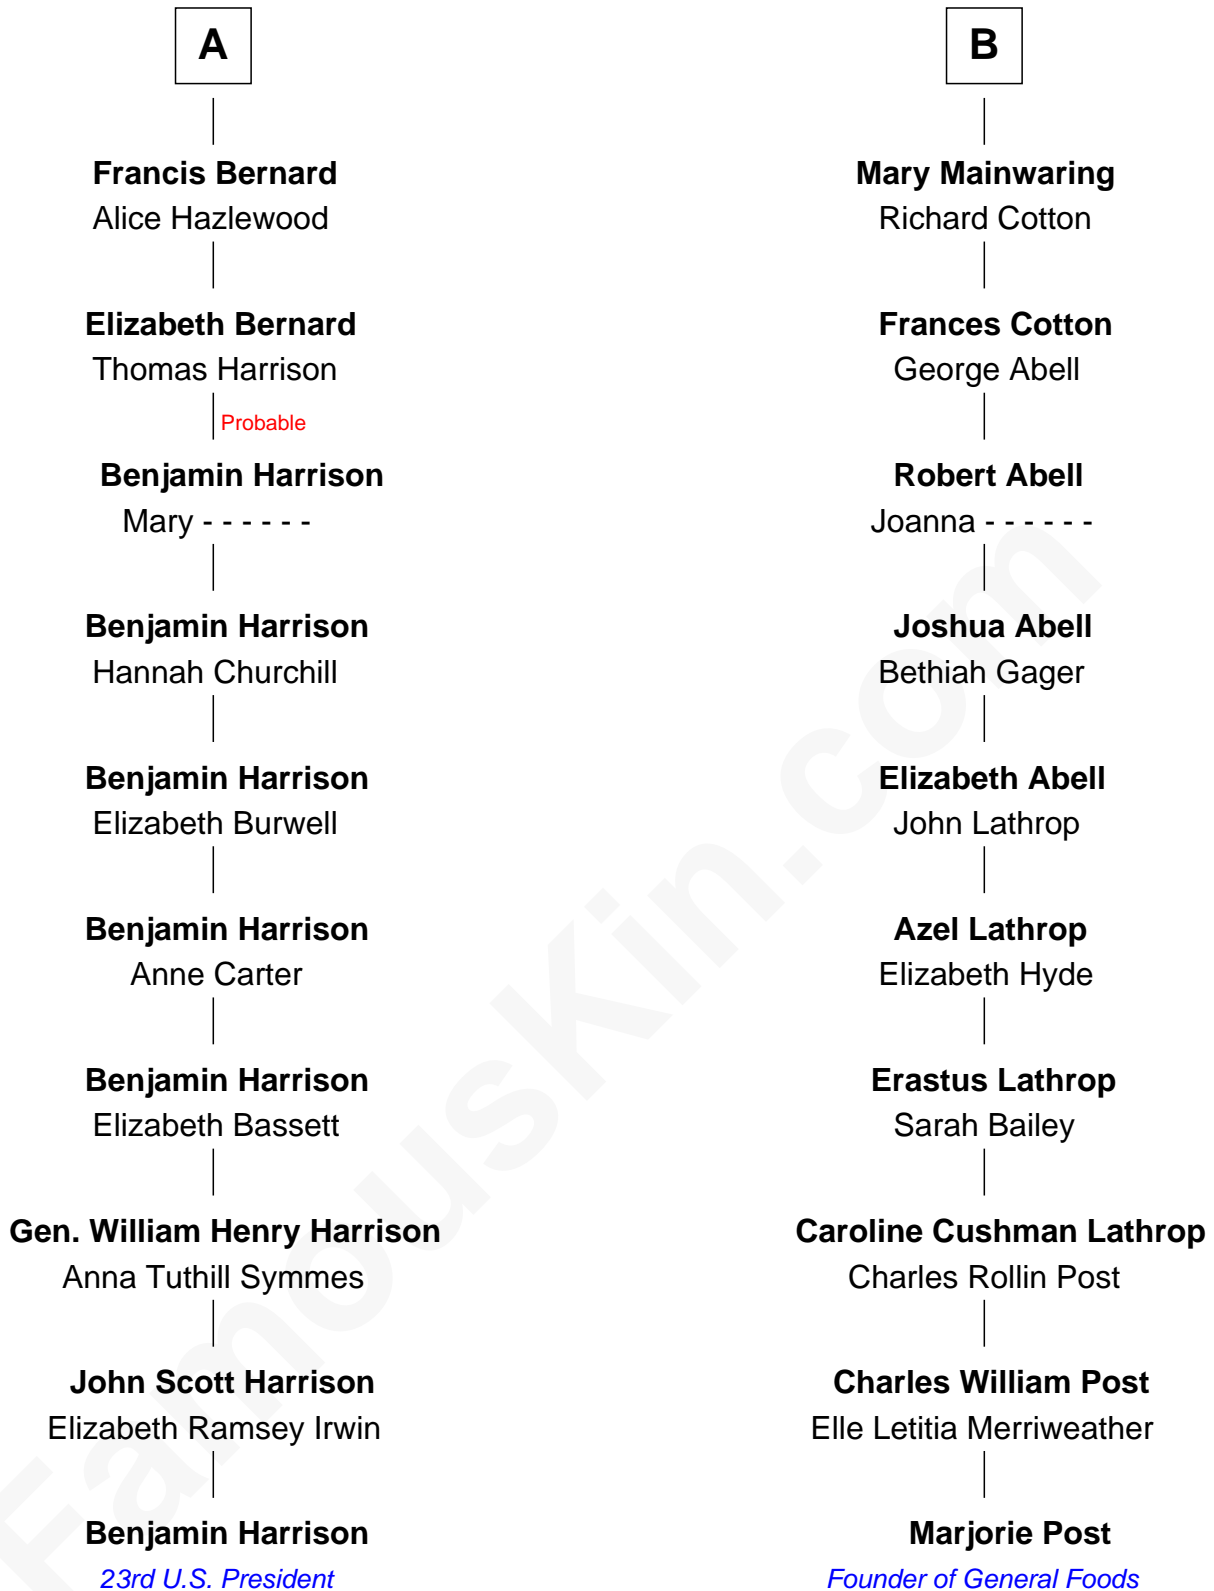 A
Francis Bernard
Alice Hazlewood
Elizabeth Bernard
Thomas Harrison
Probable
Benjamin Harrison
Mary - - - - - -
Benjamin Harrison
Hannah Churchill
Benjamin Harrison
Elizabeth Burwell
Benjamin Harrison
Anne Carter
Benjamin Harrison
Elizabeth Bassett
Gen. William Henry Harrison
Anna Tuthill Symmes
John Scott Harrison
Elizabeth Ramsey Irwin
Benjamin Harrison
23rd U.S. President
B
Mary Mainwaring
Richard Cotton
Frances Cotton
George Abell
Robert Abell
Joanna - - - - - -
Joshua Abell
Bethiah Gager
Elizabeth Abell
John Lathrop
Azel Lathrop
Elizabeth Hyde
Erastus Lathrop
Sarah Bailey
Caroline Cushman Lathrop
Charles Rollin Post
Charles William Post
Elle Letitia Merriweather
Marjorie Post
Founder of General Foods
FamousKin.com